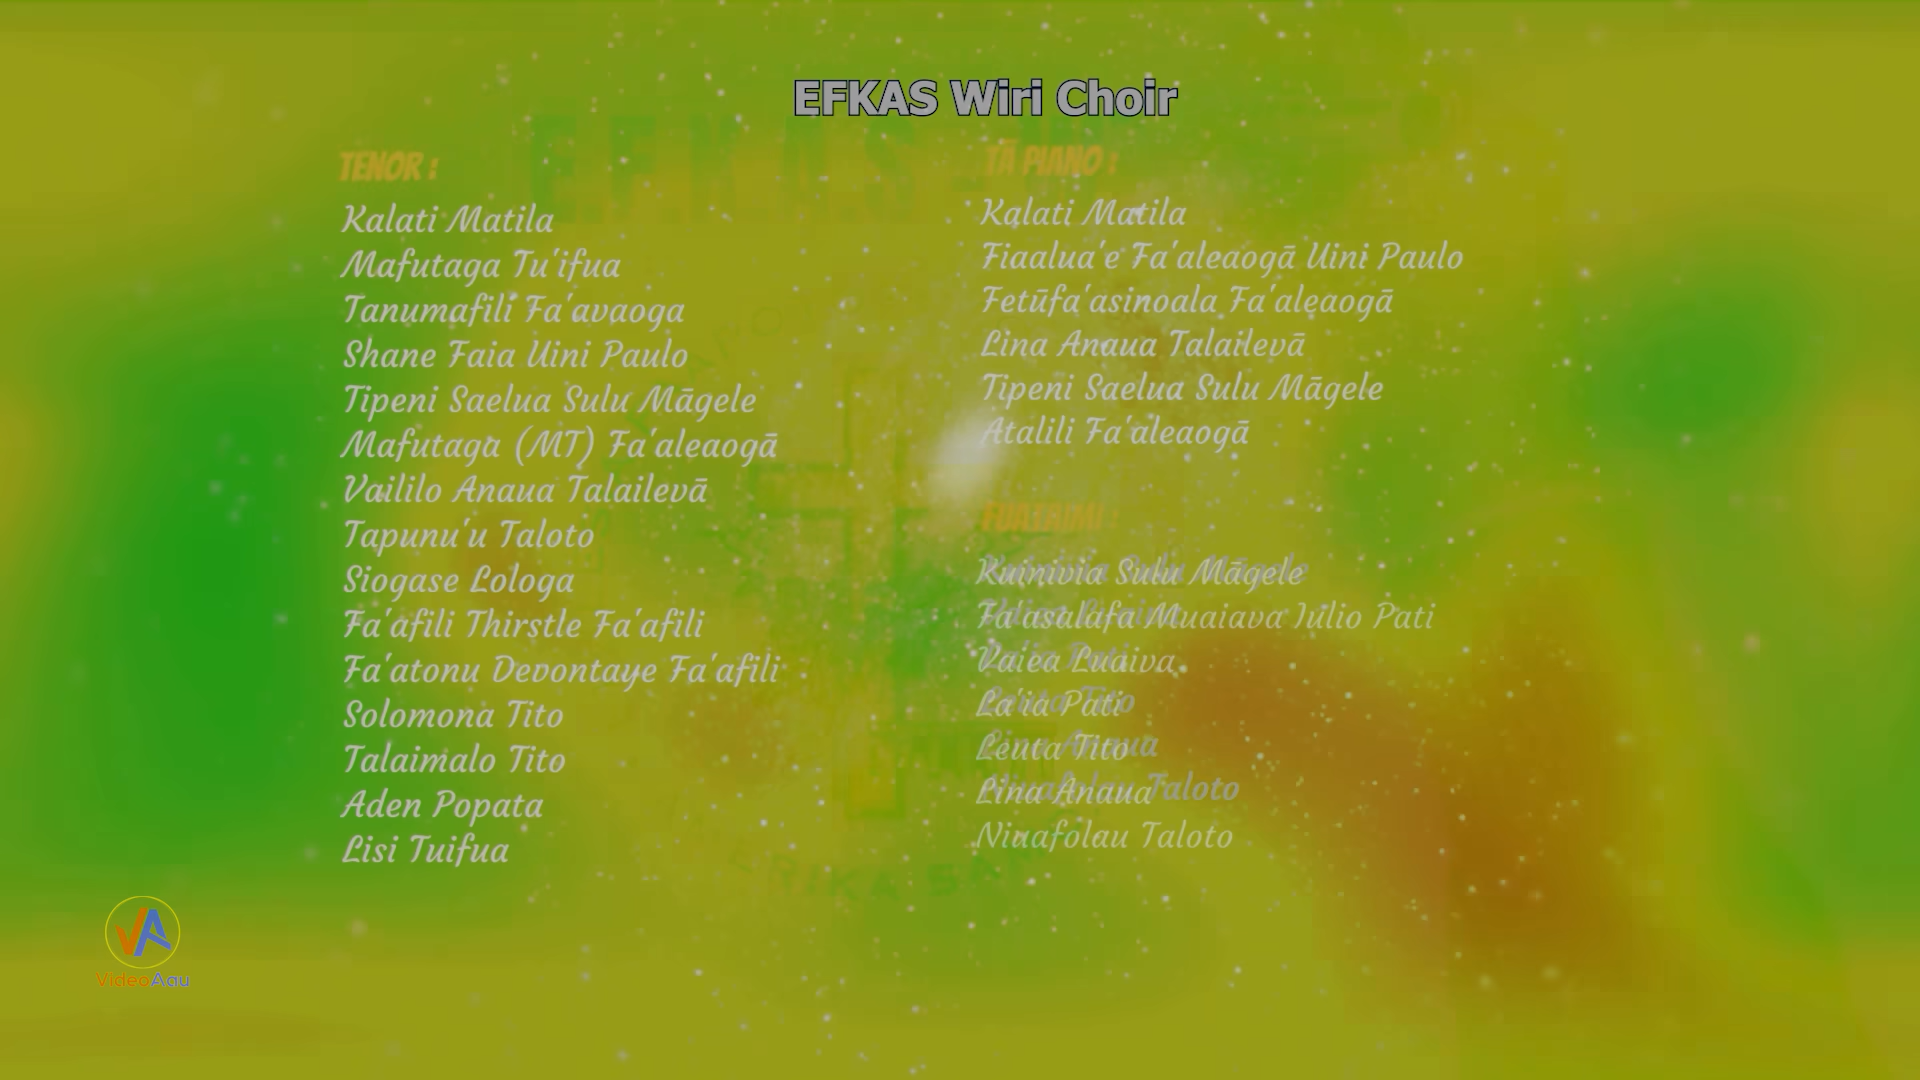 EFKAS Wiri Choir
TENOR :
Kalati Matila
Mafutaga Tu'ifua
Tanumafili Fa'avaoga
Shane Faia Uini Paulo
Tipeni Saelua Sulu Māgele
Mafutaga (MT) Fa'aleaogā
Vaililo Anaua Talailevā
Tapunu'u Taloto
Siogase Lologa
Fa'afili Thirstle Fa'afili
Fa'atonu Devontaye Fa'afili
Solomona Tito
Talaimalo Tito
Aden Popata
Lisi Tuifua
TĀ PIANO :
Kalati Matila
Fiaalua'e Fa'aleaogā Uini Paulo
Fetūfa'asinoala Fa'aleaogā
Lina Anaua Talailevā
Tipeni Saelua Sulu Māgele
Atalili Fa'aleaogā
FUATAIMI :
Kuinivia Sulu Māgele
Fa'asalafa Muaiava Iulio Pati
Vaiea Luaiva
La'ia Pati
Leuta Tito
Lina Anaua
Niuafolau Taloto
E.F.K.A.S -
VideoAau